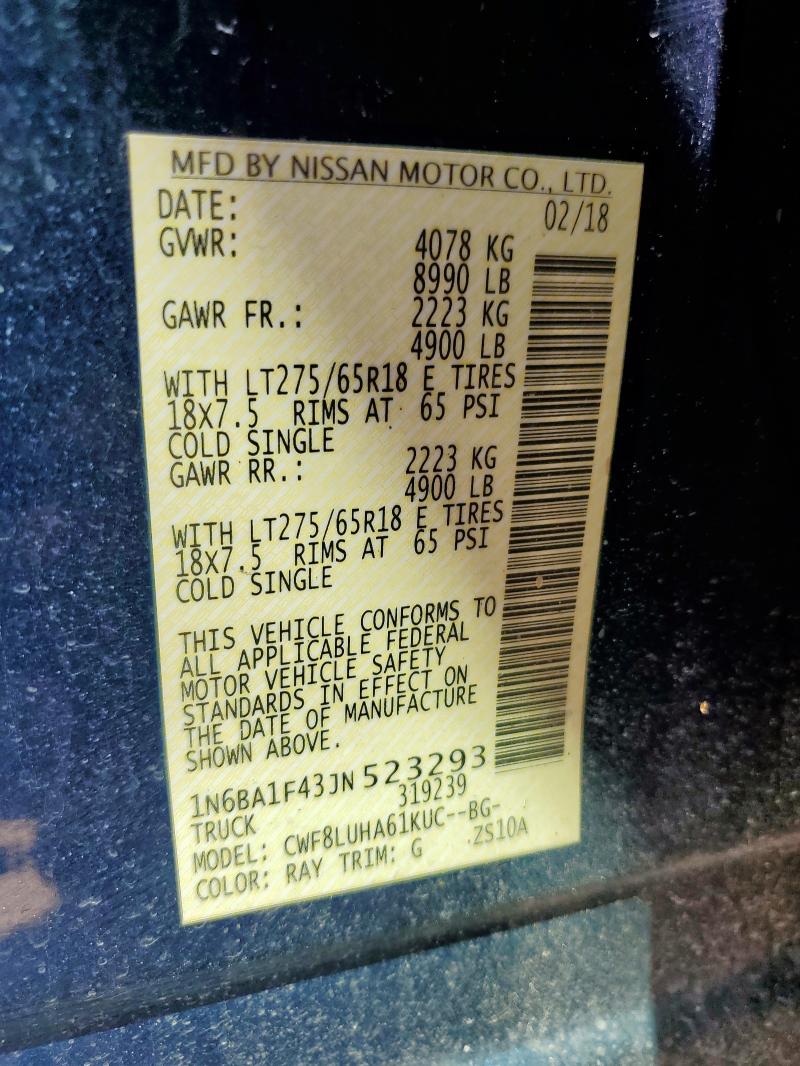 MFD BY NISSAN MOTOR CO., LTD.
DATE: 02/18
GVWR: 4078 KG
8990 LB
GAWR FR.: 2223 KG
4900 LB
WITH LT275/65R18 E TIRES
18X7.5 RIMS AT 65 PSI
COLD SINGLE
GAWR RR.: 2223 KG
4900 LB
WITH LT275/65R18 E TIRES
18X7.5 RIMS AT 65 PSI
COLD SINGLE
THIS VEHICLE CONFORMS TO
ALL APPLICABLE FEDERAL
MOTOR VEHICLE SAFETY
STANDARDS IN EFFECT ON
THE DATE OF MANUFACTURE
SHOWN ABOVE.
1N6BA1F43JN523293
TRUCK 319239
MODEL: CWF8LUHA61KUC--BG-
COLOR: RAY TRIM: G .ZS10A